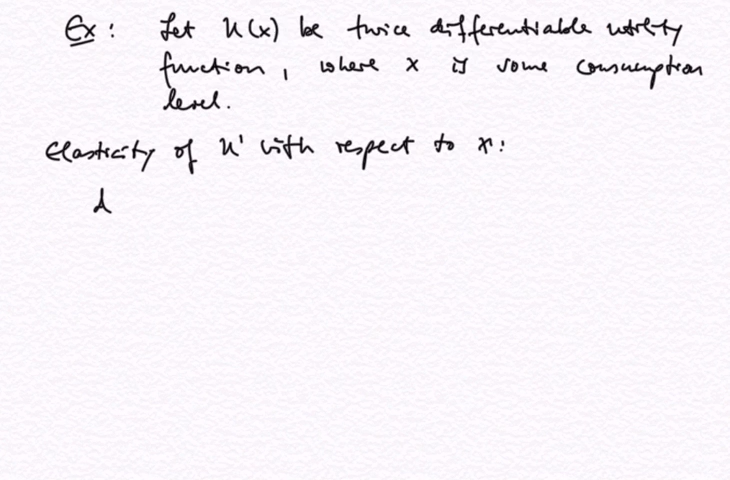 Ex: Let u(x) be twice differentiable utility
function, where x is some consumption
level.
Elasticity of u' with respect to x:
d